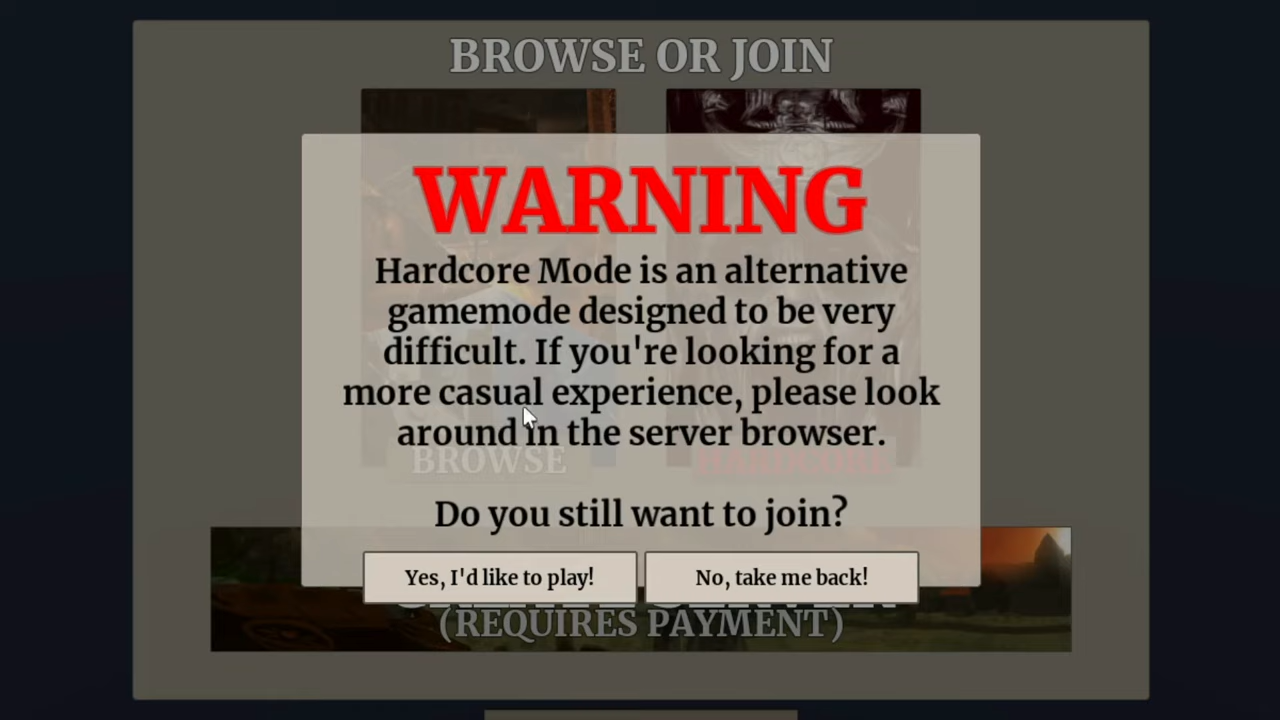 BROWSE OR JOIN
WARNING
Hardcore Mode is an alternative
gamemode designed to be very
difficult. If you're looking for a
more casual experience, please look
around in the server browser.
BROWSE
HARDCORE
Do you still want to join?
Yes, I'd like to play!
No, take me back!
(REQUIRES PAYMENT)